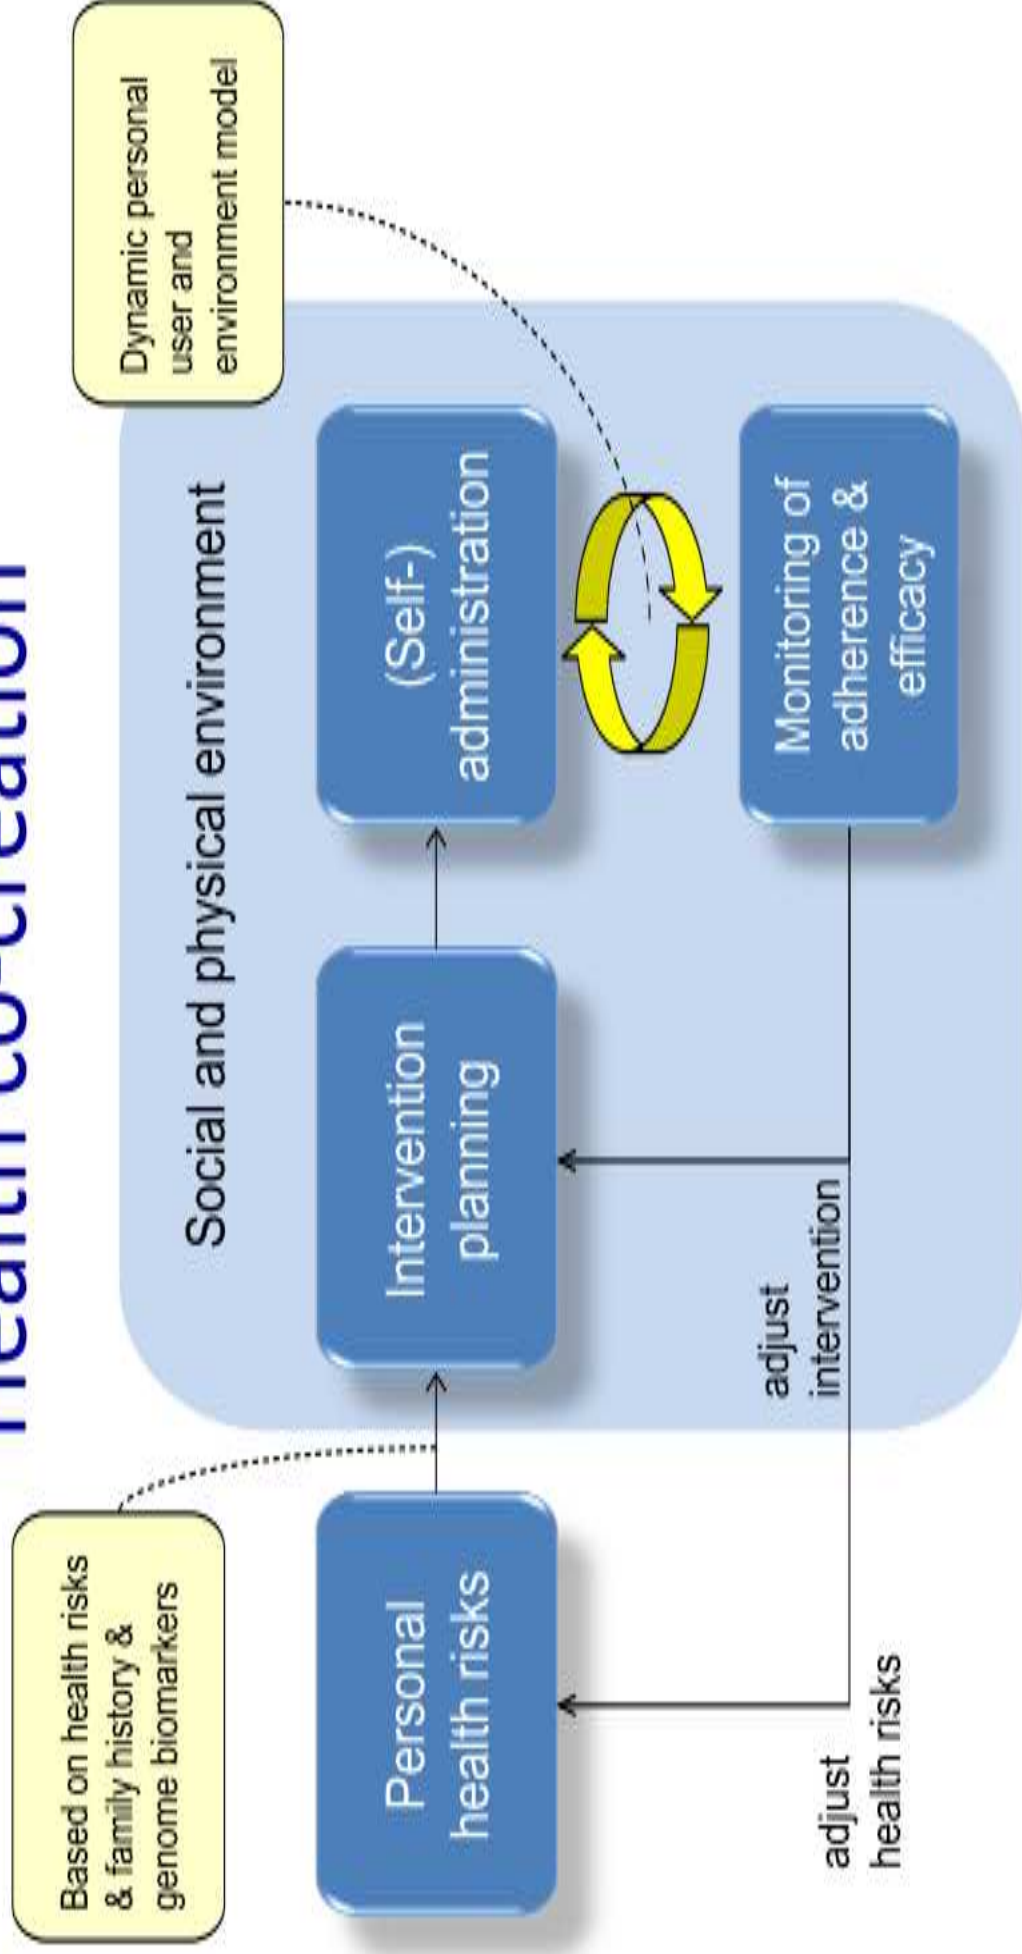 Health co-creation
Based on health risks
& family history &
genome biomarkers
Dynamic personal
user and
environment model
Social and physical environment
Personal
health risks
Intervention
planning
(Self-)
administration
Monitoring of
adherence &
efficacy
adjust
intervention
adjust
health risks